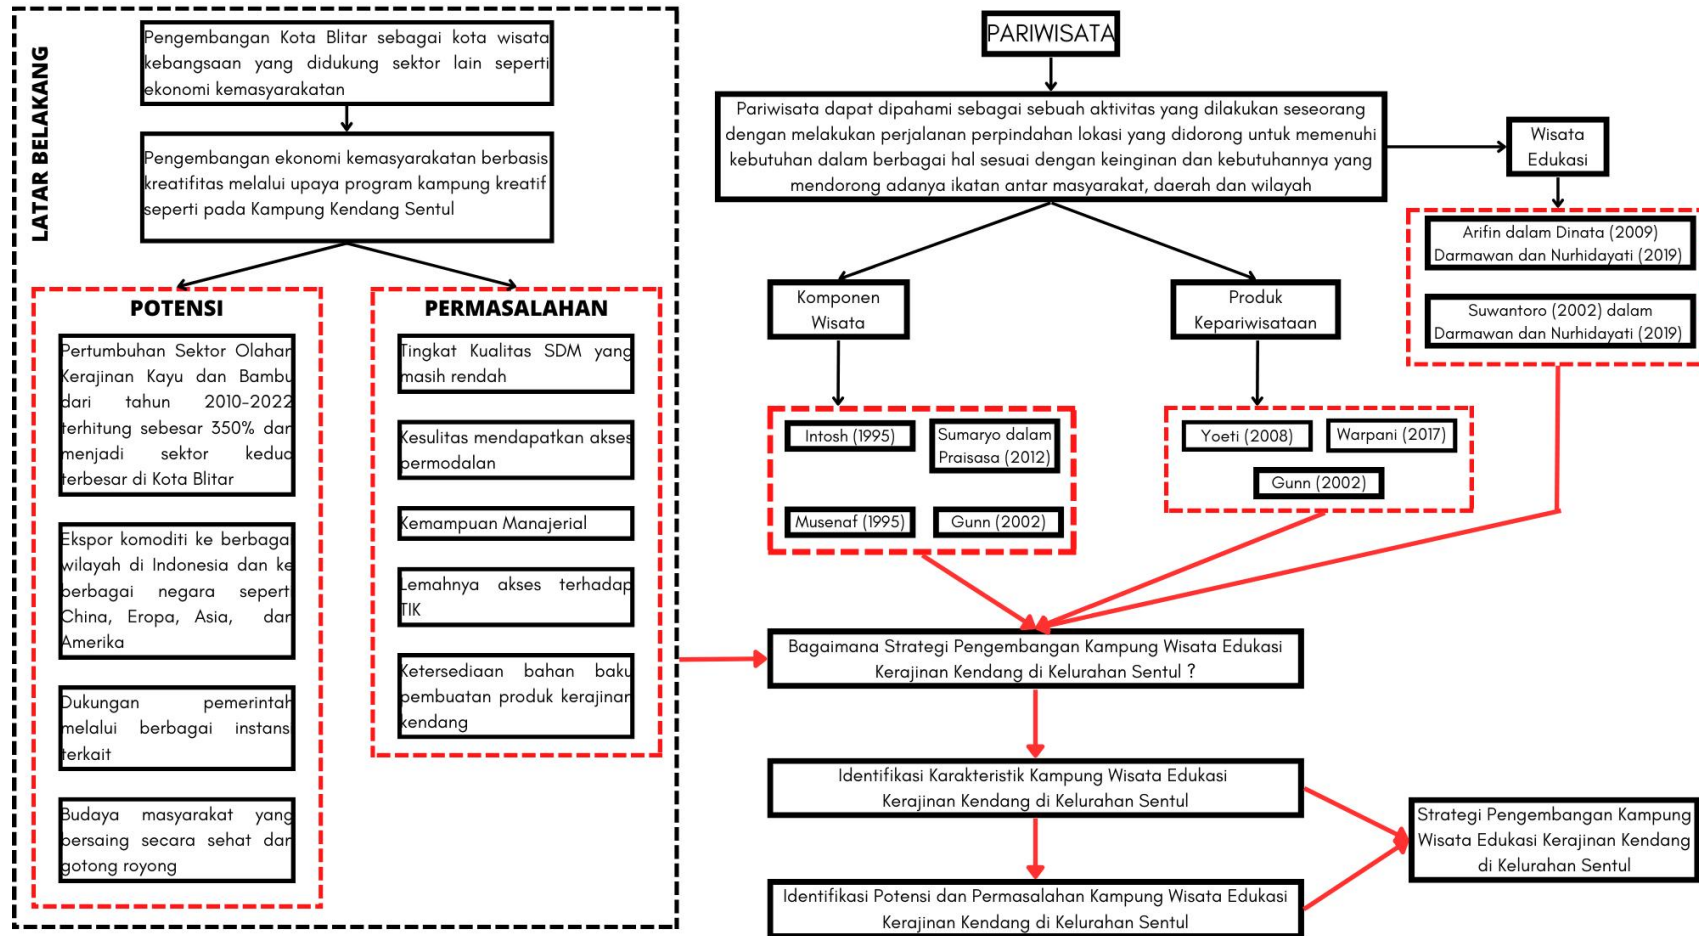 LATAR BELAKANG
Pengembangan Kota Blitar sebagai kota wisata
kebangsaan yang didukung sektor lain seperti
ekonomi kemasyarakatan
Pengembangan ekonomi kemasyarakatan berbasis
kreatifitas melalui upaya program kampung kreatif
seperti pada Kampung Kendang Sentul
POTENSI
Pertumbuhan Sektor Olahan
Kerajinan Kayu dan Bambu
dari tahun 2010-2022
terhitung sebesar 350% dan
menjadi sektor kedua
terbesar di Kota Blitar
Ekspor komoditi ke berbagai
wilayah di Indonesia dan ke
berbagai negara seperti
China, Eropa, Asia, dan
Amerika
Dukungan pemerintah
melalui berbagai instansi
terkait
Budaya masyarakat yang
bersaing secara sehat dan
gotong royong
PERMASALAHAN
Tingkat Kualitas SDM yang
masih rendah
Kesulitas mendapatkan akses
permodalan
Kemampuan Manajerial
Lemahnya akses terhadap
TIK
Ketersediaan bahan baku
pembuatan produk kerajinan
kendang
PARIWISATA
Pariwisata dapat dipahami sebagai sebuah aktivitas yang dilakukan seseorang
dengan melakukan perjalanan perpindahan lokasi yang didorong untuk memenuhi
kebutuhan dalam berbagai hal sesuai dengan keinginan dan kebutuhannya yang
mendorong adanya ikatan antar masyarakat, daerah dan wilayah
Wisata
Edukasi
Arifin dalam Dinata (2009)
Darmawan dan Nurhidayati (2019)
Suwantoro (2002) dalam
Darmawan dan Nurhidayati (2019)
Komponen
Wisata
Produk
Kepariwisataan
Intosh (1995)
Sumaryo dalam
Praisasa (2012)
Musenaf (1995)
Gunn (2002)
Yoeti (2008)
Warpani (2017)
Gunn (2002)
Bagaimana Strategi Pengembangan Kampung Wisata Edukasi
Kerajinan Kendang di Kelurahan Sentul ?
Identifikasi Karakteristik Kampung Wisata Edukasi
Kerajinan Kendang di Kelurahan Sentul
Identifikasi Potensi dan Permasalahan Kampung Wisata Edukasi
Kerajinan Kendang di Kelurahan Sentul
Strategi Pengembangan Kampung
Wisata Edukasi Kerajinan Kendang
di Kelurahan Sentul